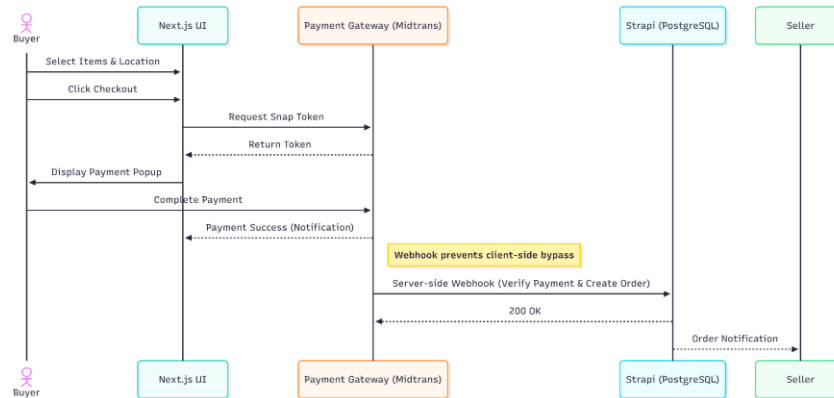 Buyer
Next.js UI
Payment Gateway (Midtrans)
Strapi (PostgreSQL)
Seller
Select Items & Location
Click Checkout
Request Snap Token
Return Token
Display Payment Popup
Complete Payment
Payment Success (Notification)
Webhook prevents client-side bypass
Server-side Webhook (Verify Payment & Create Order)
200 OK
Order Notification
Buyer
Next.js UI
Payment Gateway (Midtrans)
Strapi (PostgreSQL)
Seller